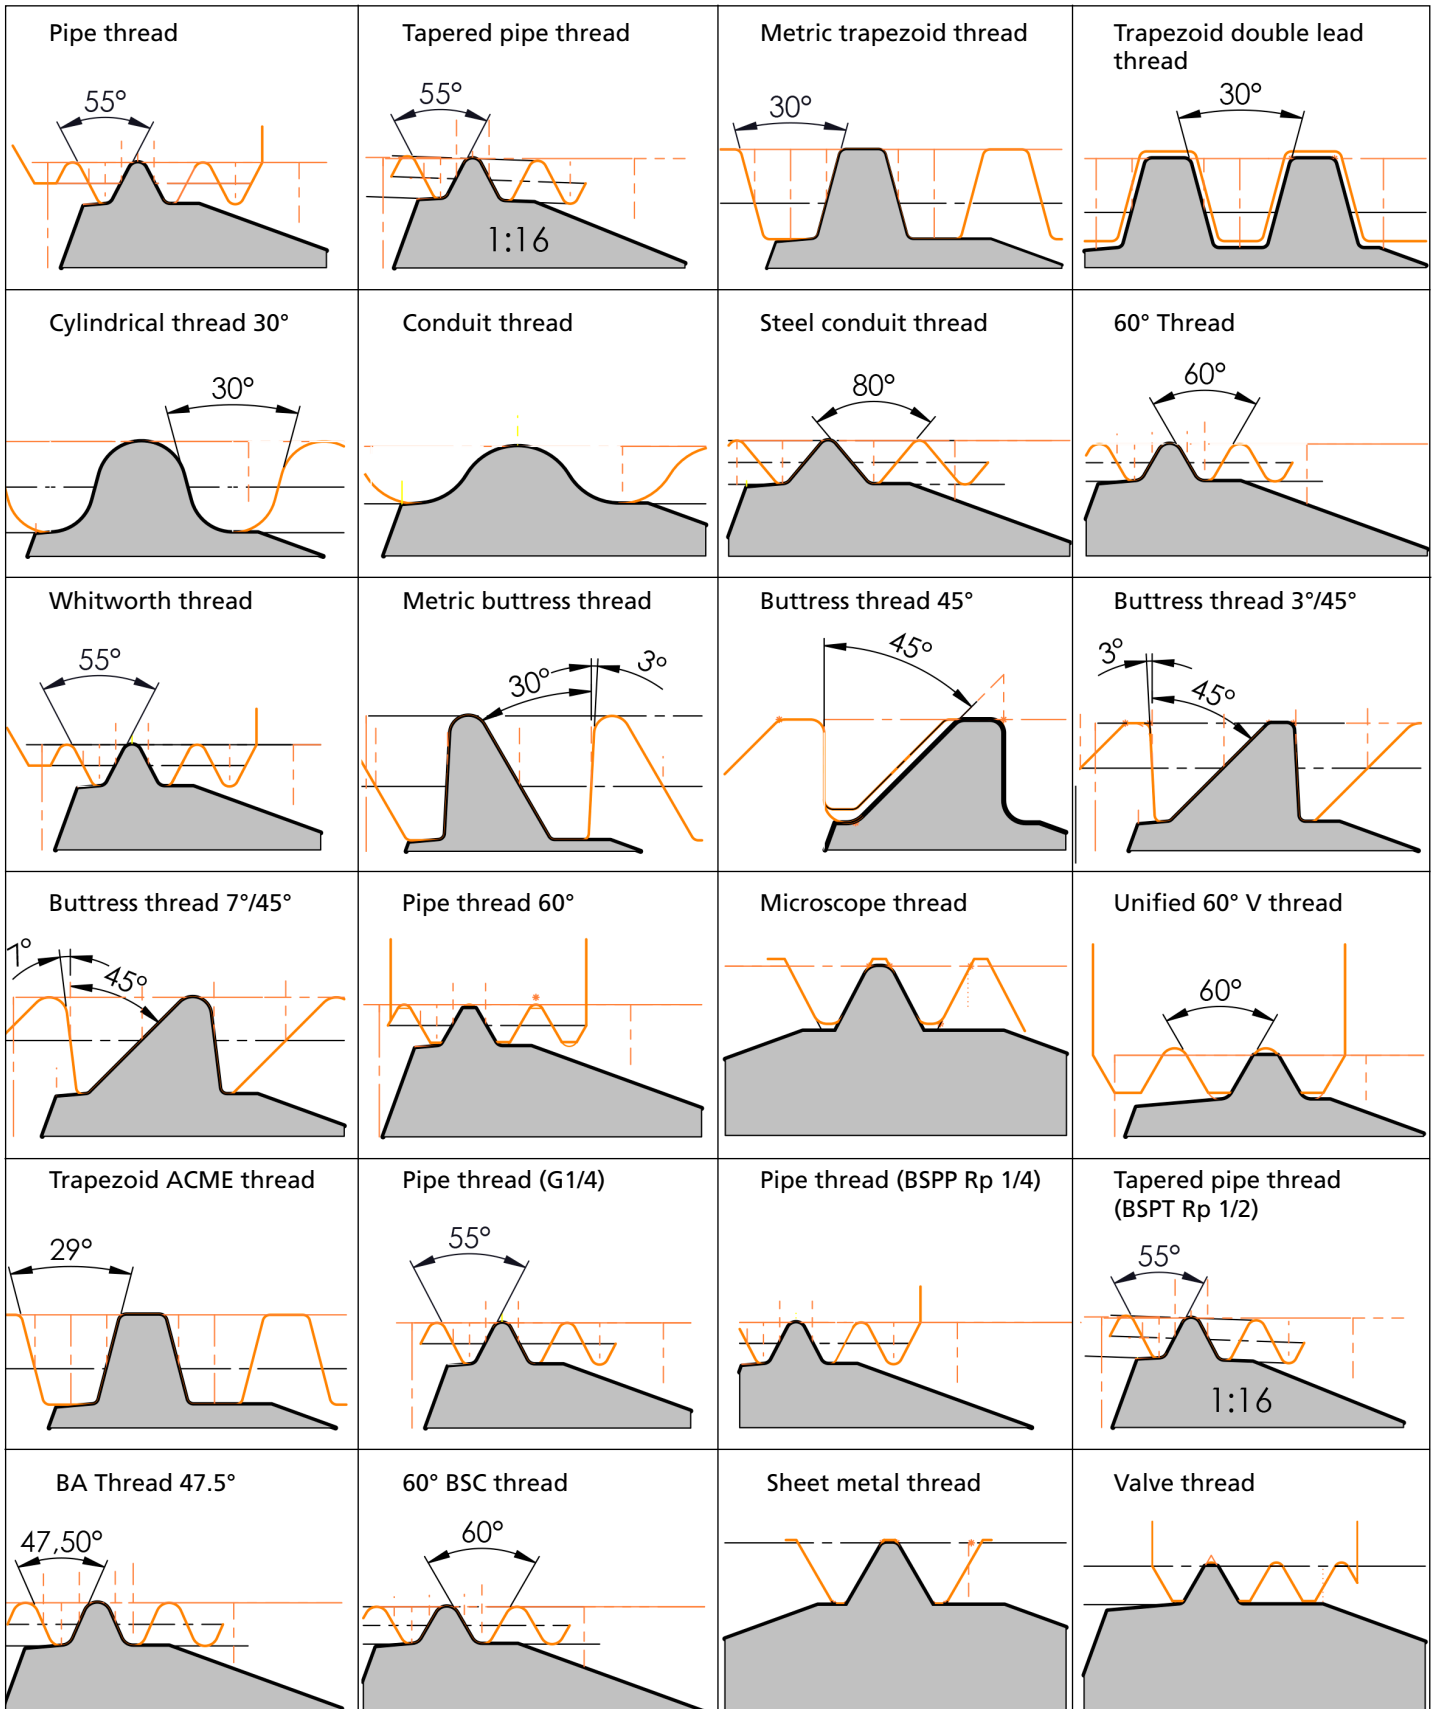 Pipe thread
55°
Tapered pipe thread
55°
1:16
Metric trapezoid thread
30°
Trapezoid double lead
thread
30°
Cylindrical thread 30°
30°
Conduit thread
Steel conduit thread
80°
60° Thread
60°
Whitworth thread
55°
Metric buttress thread
30°
3°
Buttress thread 45°
45°
Buttress thread 3°/45°
3°
45°
Buttress thread 7°/45°
7°
45°
Pipe thread 60°
Microscope thread
Unified 60° V thread
60°
Trapezoid ACME thread
29°
Pipe thread (G1/4)
55°
Pipe thread (BSPP Rp 1/4)
Tapered pipe thread
(BSPT Rp 1/2)
55°
1:16
BA Thread 47.5°
47,50°
60° BSC thread
60°
Sheet metal thread
Valve thread